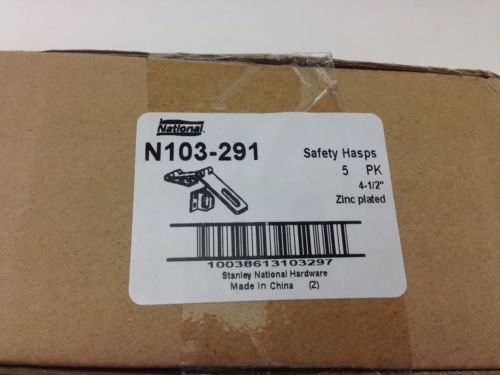 National
N103-291
Safety Hasps
5 PK
4-1/2"
Zinc plated
10038613103297
Stanley National Hardware
Made in China (Z)